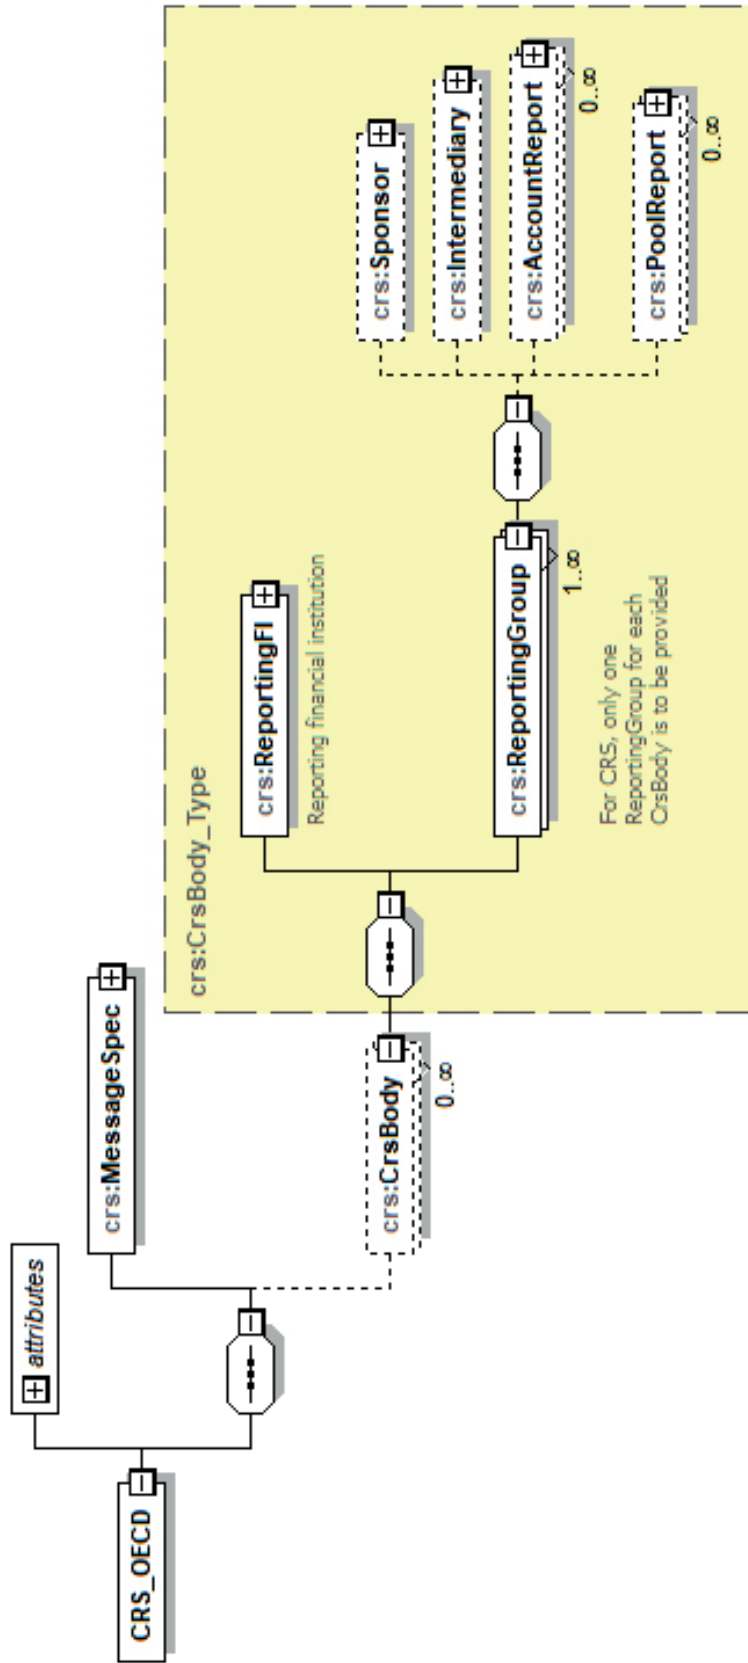 CRS_OECD
attributes
crs:MessageSpec
crs:CrsBody
0..∞
crs:CrsBody_Type
crs:ReportingFI
Reporting financial institution
crs:ReportingGroup
1..∞
For CRS, only one
ReportingGroup for each
CrsBody is to be provided
crs:Sponsor
crs:Intermediary
crs:AccountReport
0..∞
crs:PoolReport
0..∞